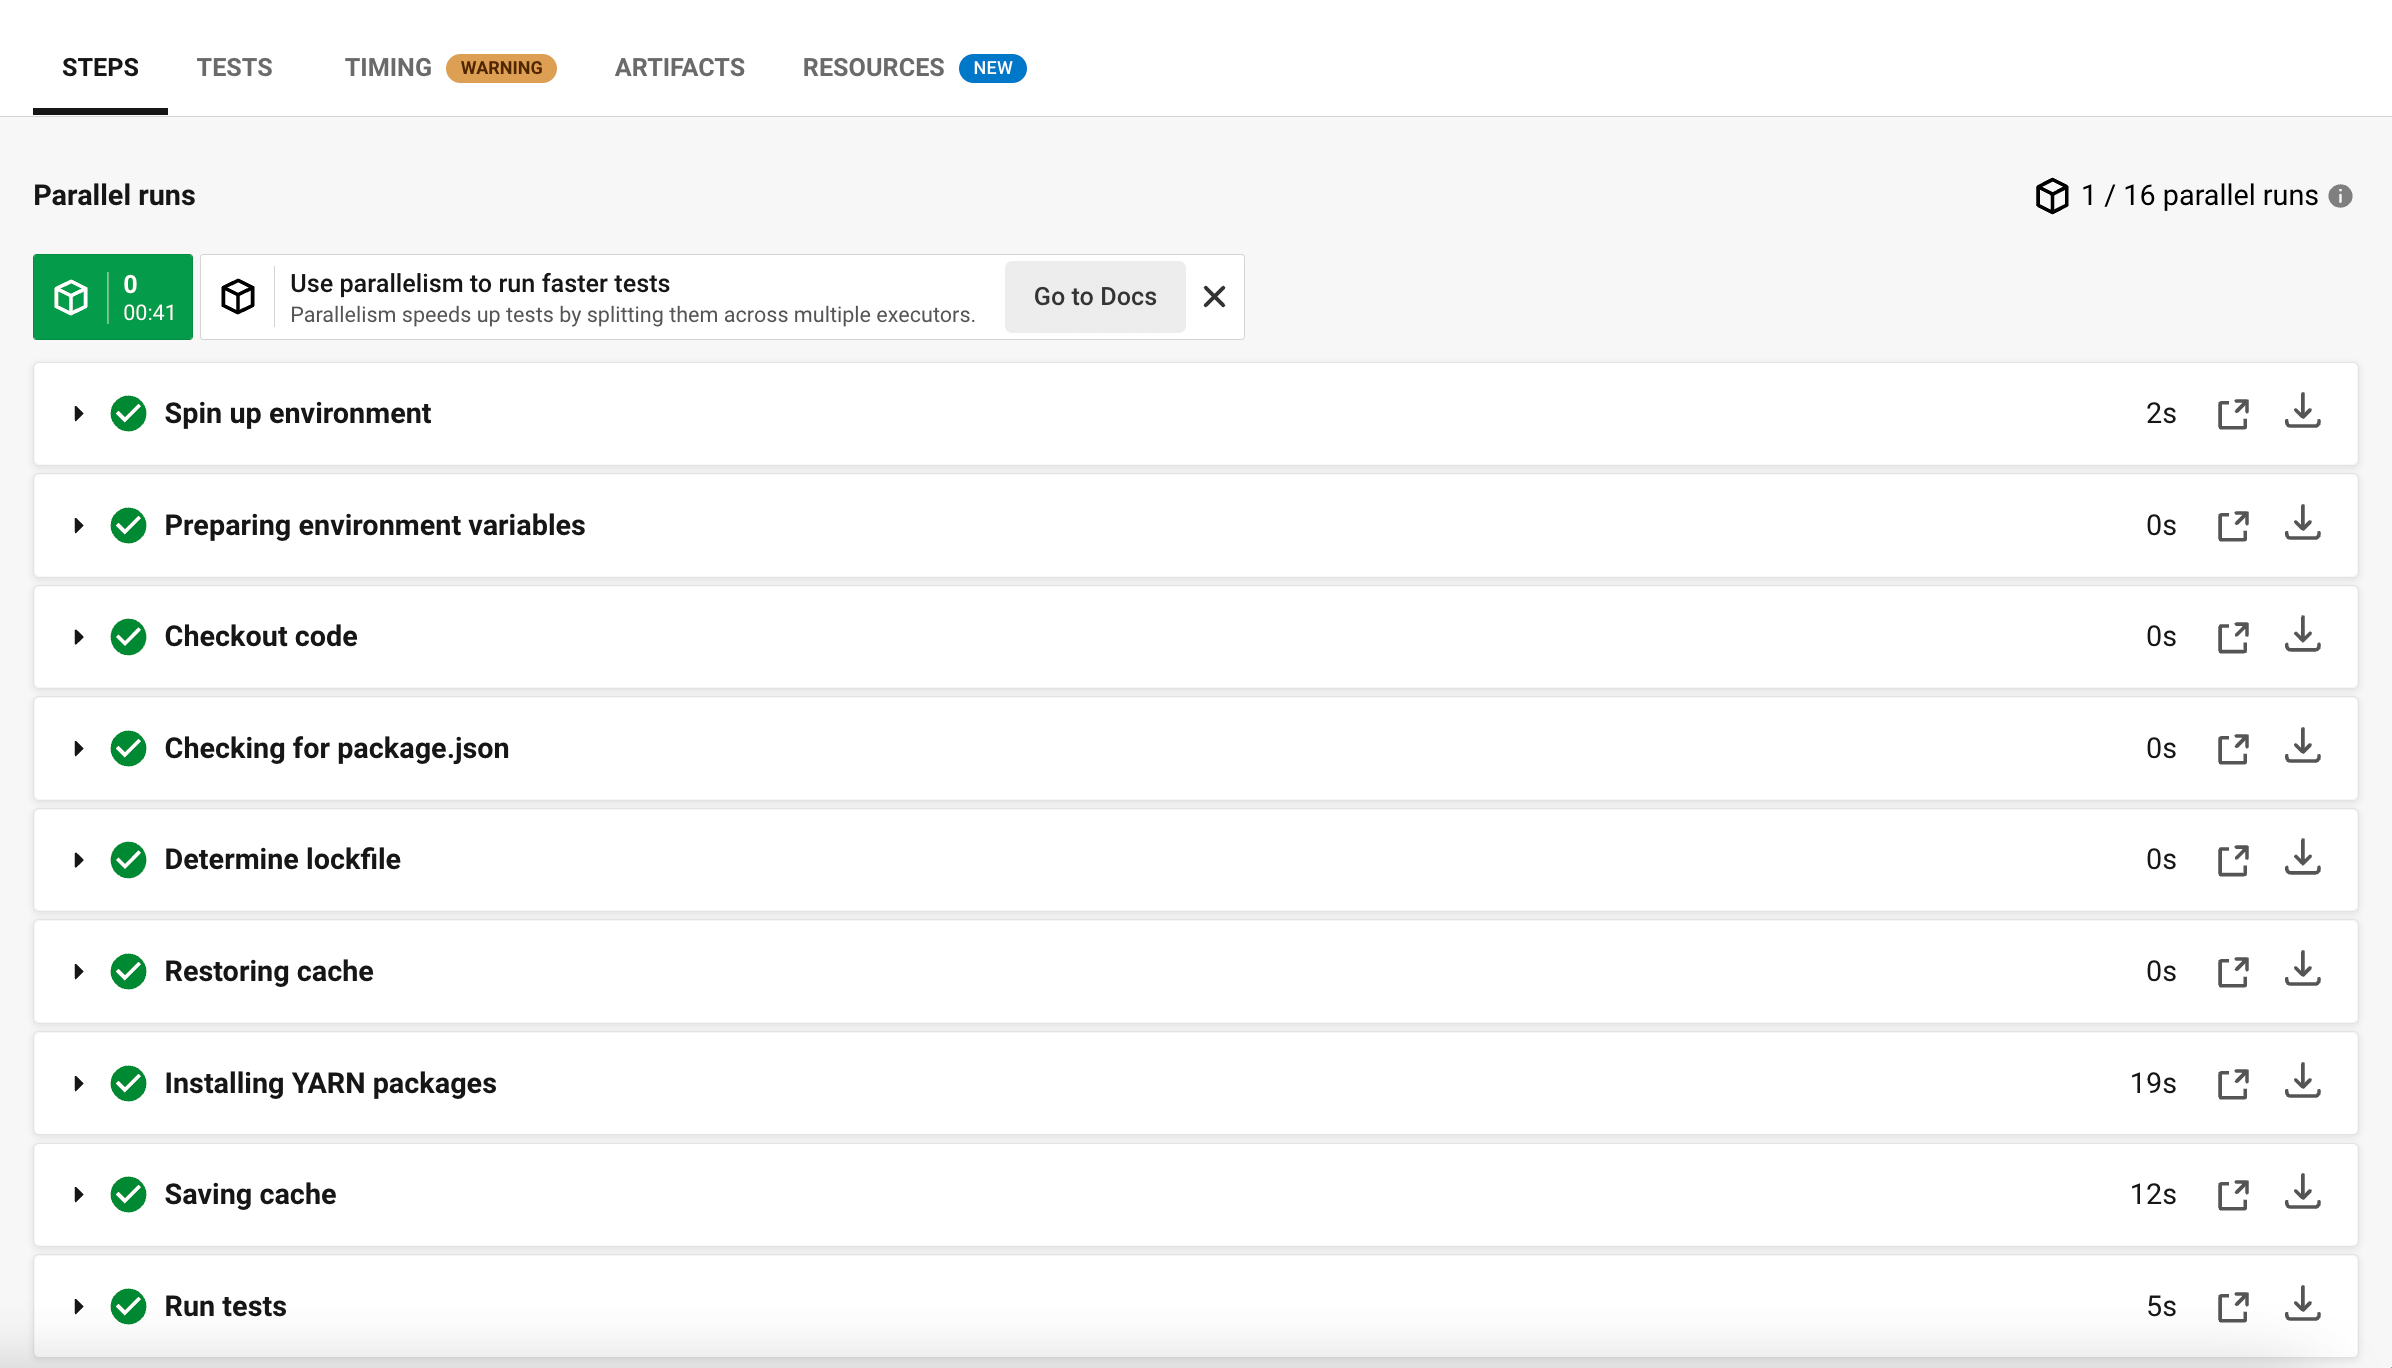 STEPS TESTS TIMING WARNING ARTIFACTS RESOURCES NEW
Parallel runs
1 / 16 parallel runs
0
00:41
Use parallelism to run faster tests
Parallelism speeds up tests by splitting them across multiple executors.
Go to Docs
Spin up environment 2s
Preparing environment variables 0s
Checkout code 0s
Checking for package.json 0s
Determine lockfile 0s
Restoring cache 0s
Installing YARN packages 19s
Saving cache 12s
Run tests 5s